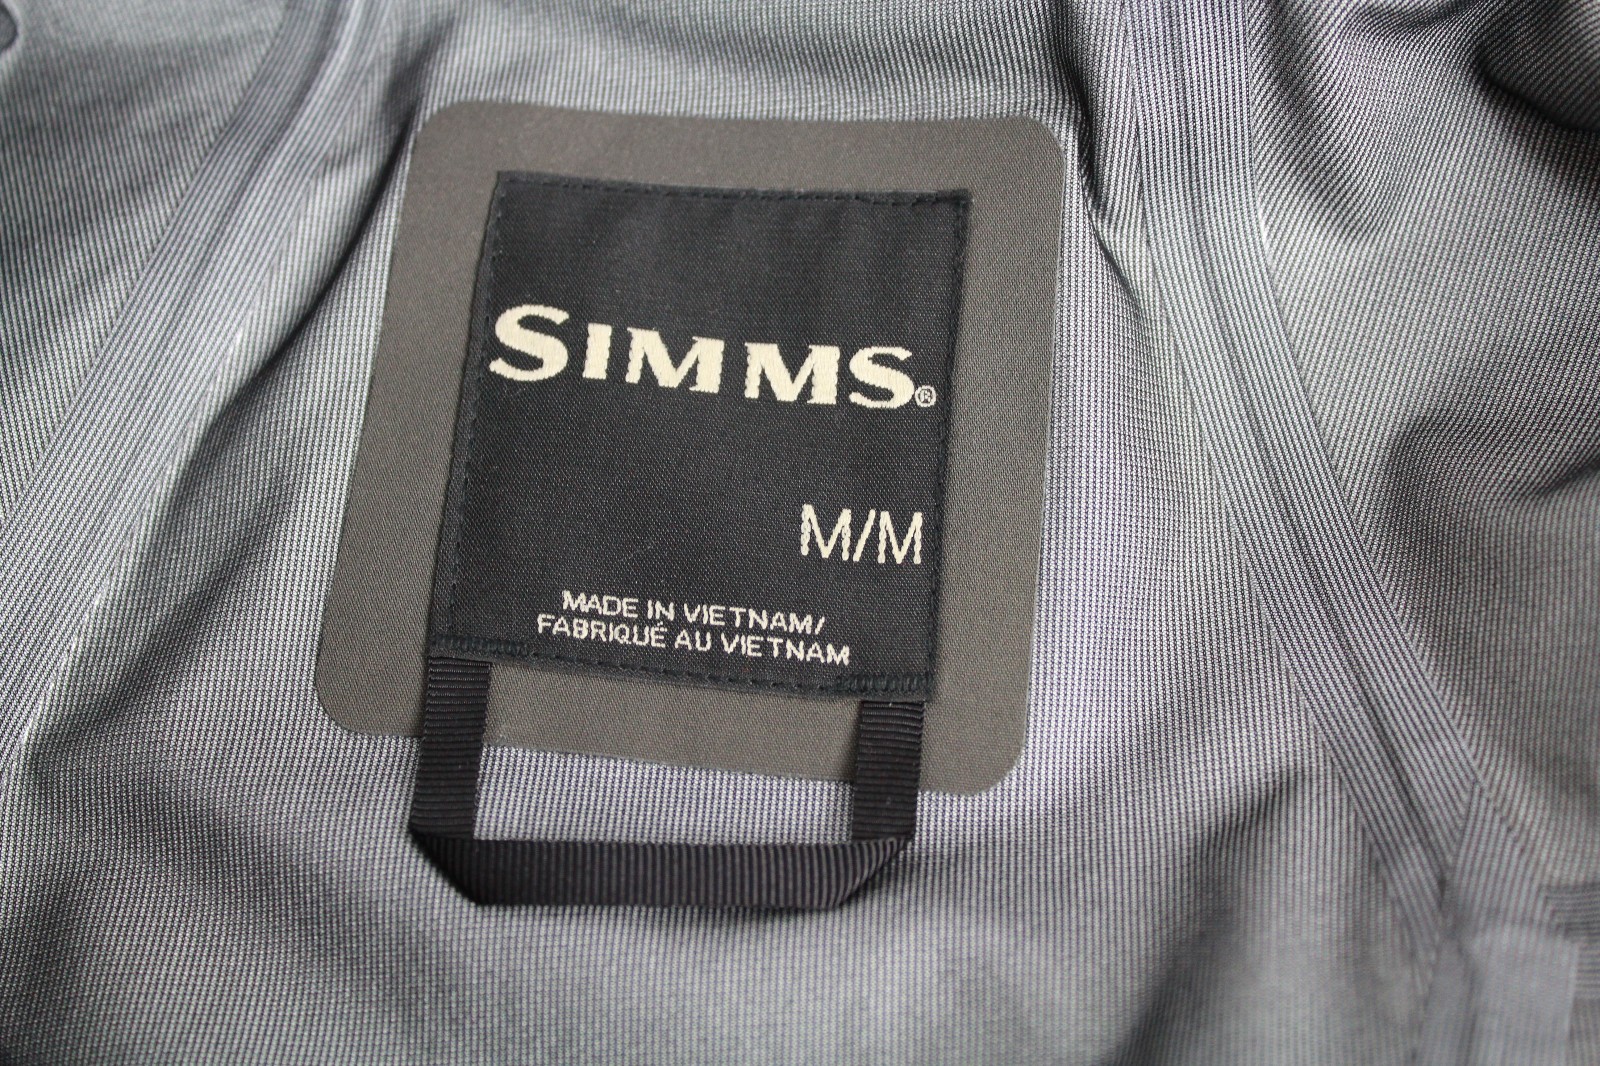 SIMMS®
M/M
MADE IN VIETNAM/
FABRIQUÉ AU VIETNAM